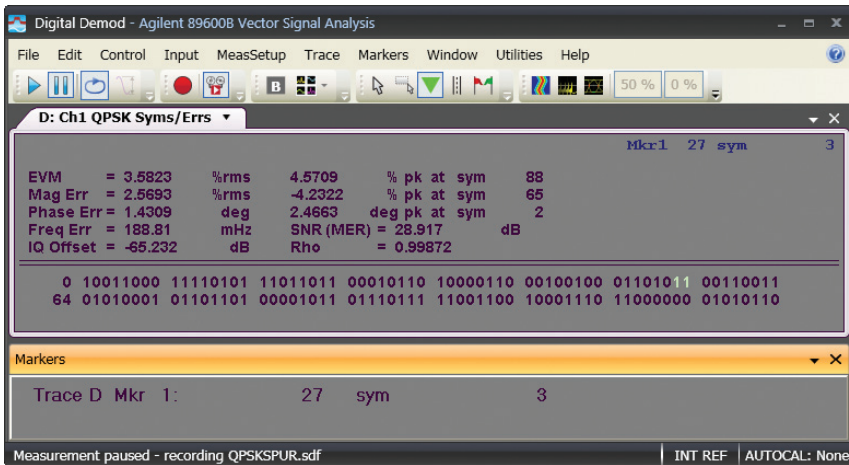 Digital Demod - Agilent 89600B Vector Signal Analysis
File Edit Control Input MeasSetup Trace Markers Window Utilities Help
B 50 % 0 %
D: Ch1 QPSK Syms/Errs
Mkr1 27 sym 3
EVM = 3.5823 %rms 4.5709 % pk at sym 88
Mag Err = 2.5693 %rms -4.2322 % pk at sym 65
Phase Err = 1.4309 deg 2.4663 deg pk at sym 2
Freq Err = 188.81 mHz SNR (MER) = 28.917 dB
IQ Offset = -65.232 dB Rho = 0.99872
0 10011000 11110101 11011011 00010110 10000110 00100100 01101011 00110011
64 01010001 01101101 00001011 01110111 11001100 10001110 11000000 01010110
Markers
Trace D Mkr 1: 27 sym 3
Measurement paused - recording QPSKSPUR.sdf INT REF AUTOCAL: None